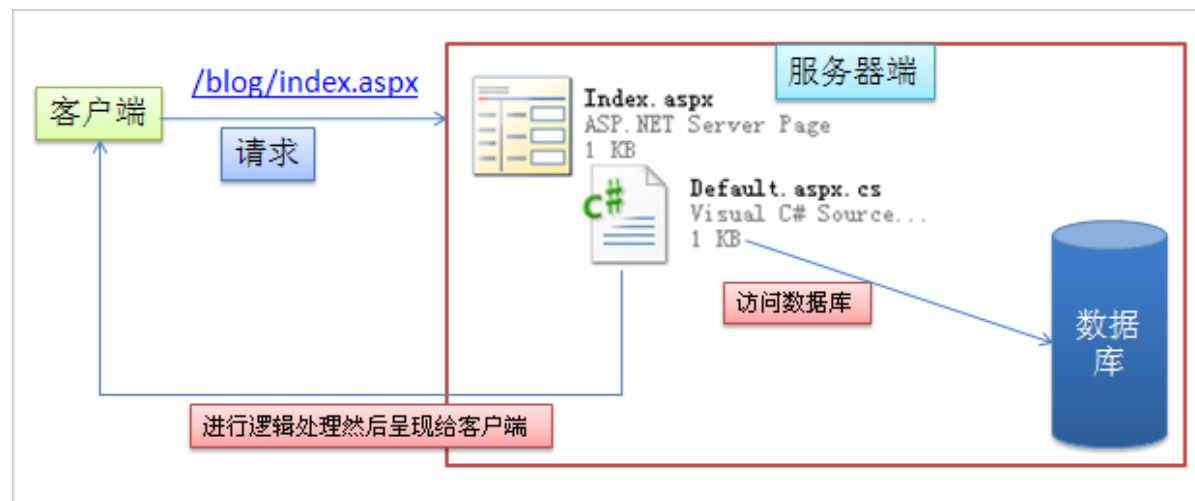 服务器端
/blog/index.aspx
客户端
请求
Index.aspx
ASP.NET Server Page
1 KB
C#
Default.aspx.cs
Visual C# Source...
1 KB
访问数据库
数据
库
进行逻辑处理然后呈现给客户端